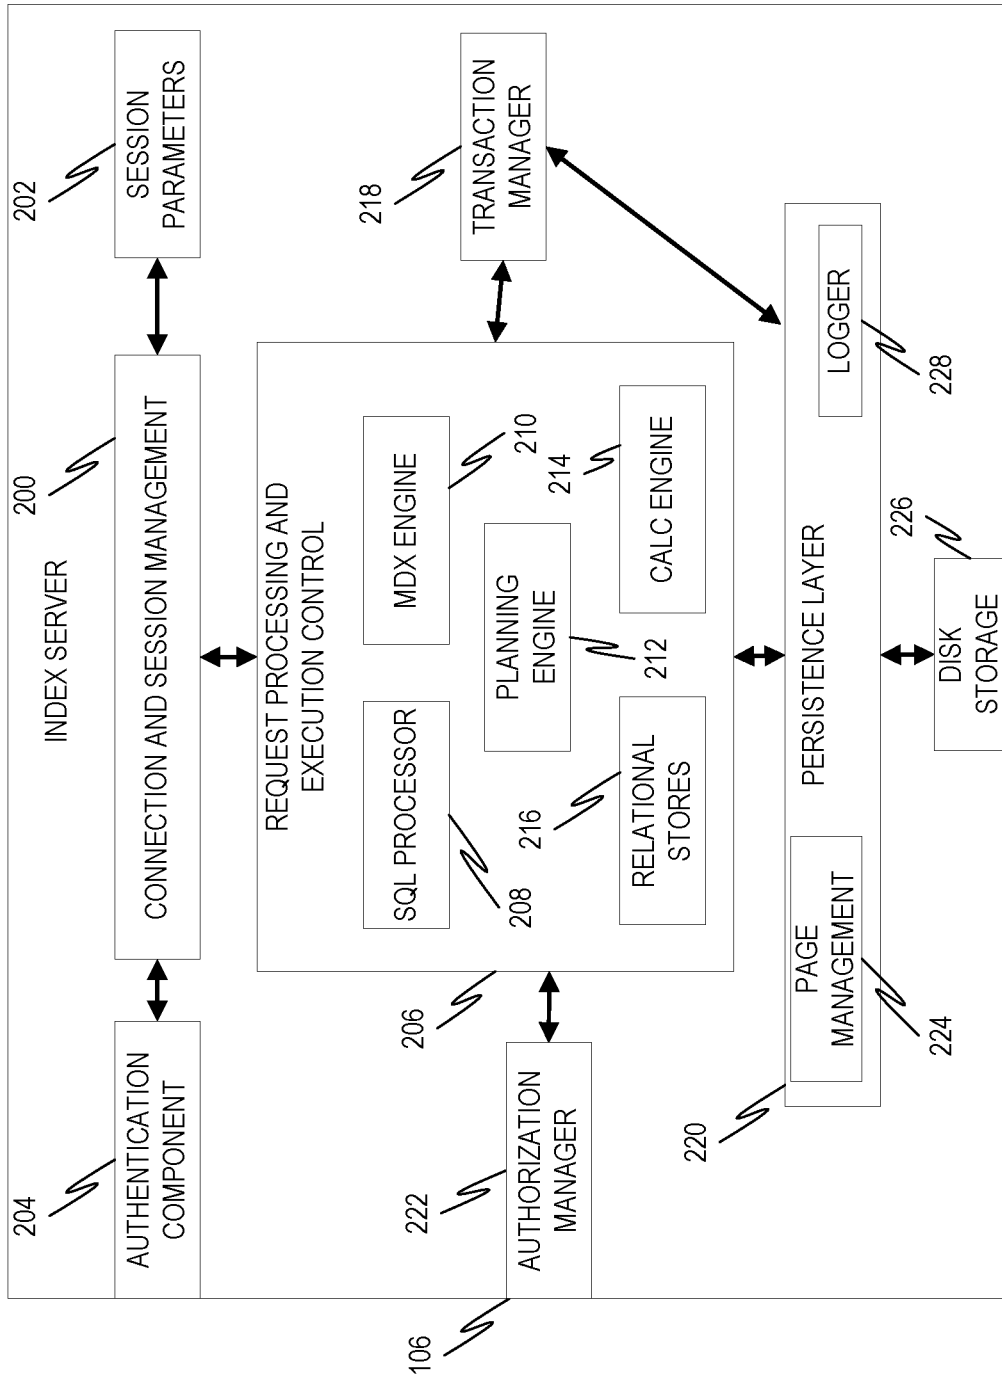 INDEX SERVER
200
202
204
CONNECTION AND SESSION MANAGEMENT
SESSION
PARAMETERS
AUTHENTICATION
COMPONENT
REQUEST PROCESSING AND
EXECUTION CONTROL
206
SQL PROCESSOR
208
MDX ENGINE
210
PLANNING
ENGINE
212
214
CALC ENGINE
216
RELATIONAL
STORES
218
TRANSACTION
MANAGER
106
222
AUTHORIZATION
MANAGER
220
PERSISTENCE LAYER
PAGE
MANAGEMENT
224
LOGGER
228
226
DISK
STORAGE